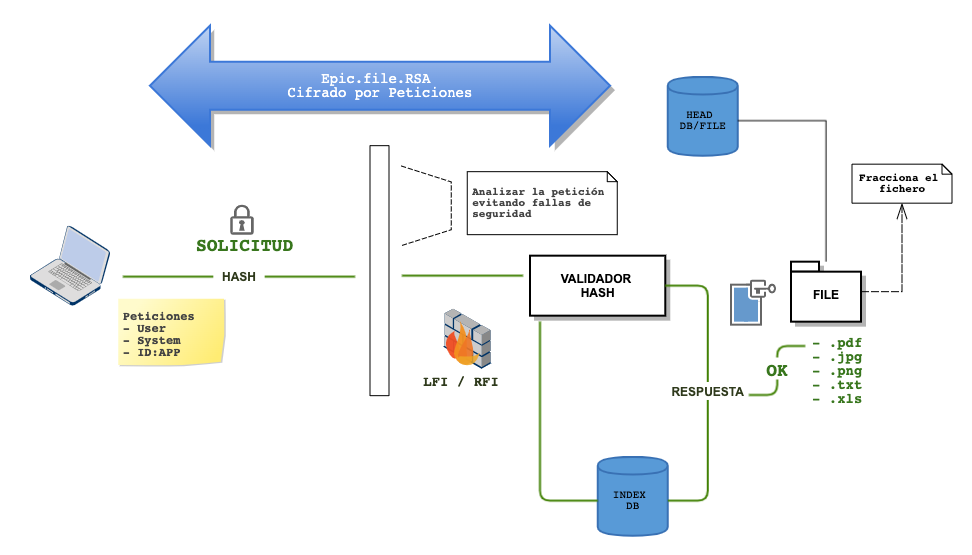 Epic.file.RSA
Cifrado por Peticiones
HEAD
DB/FILE
Fracciona el
fichero
Analizar la petición
evitando fallas de
seguridad
SOLICITUD
HASH
VALIDADOR
HASH
FILE
Peticiones
- User
- System
- ID:APP
LFI / RFI
RESPUESTA
OK
- .pdf
- .jpg
- .png
- .txt
- .xls
INDEX
DB